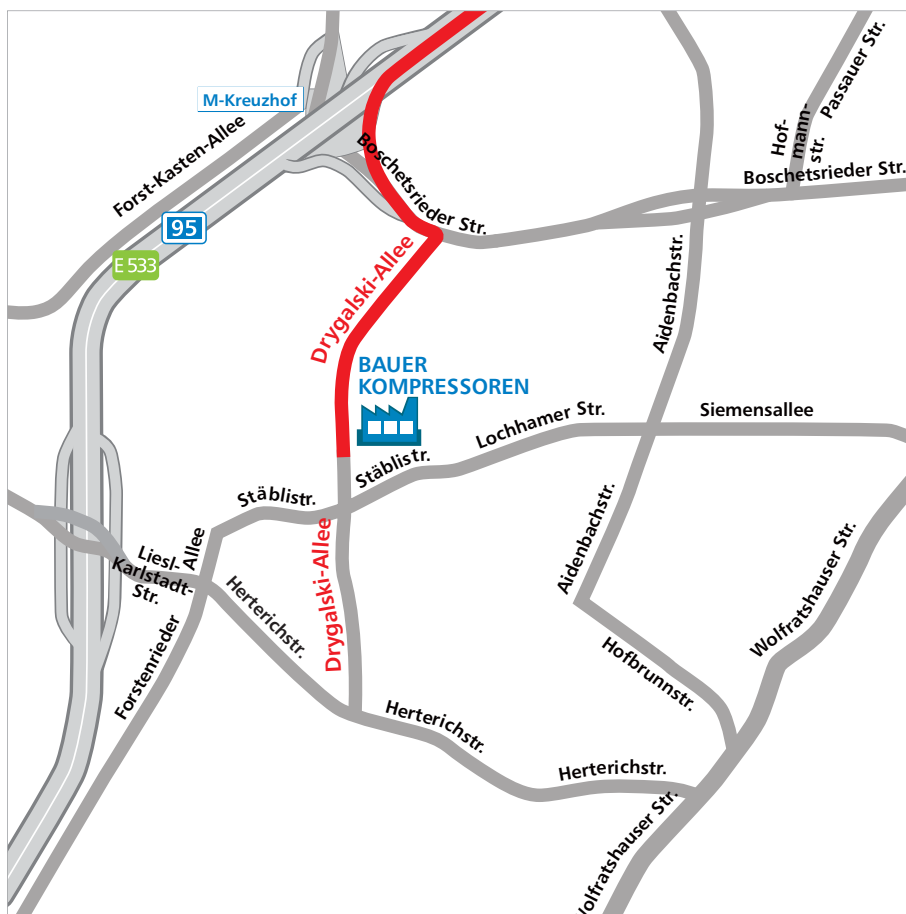 Passauer Str.
M-Kreuzhof
Hof-
mann-
str.
Forst-Kasten-Allee
Boschetsrieder Str.
Boschetsrieder Str.
95
E 533
Drygalski-Allee
Aidenbachstr.
BAUER
KOMPRESSOREN
Lochhamer Str.
Siemensallee
Stäblistr.
Stäblistr.
Aidenbachstr.
Allee
Liesl-
Karlstadt-
Str.
Drygalski-Allee
Herterichstr.
Wolfratshauser Str.
Forstenrieder
Hofbrunnstr.
Herterichstr.
Herterichstr.
Wolfratshauser Str.